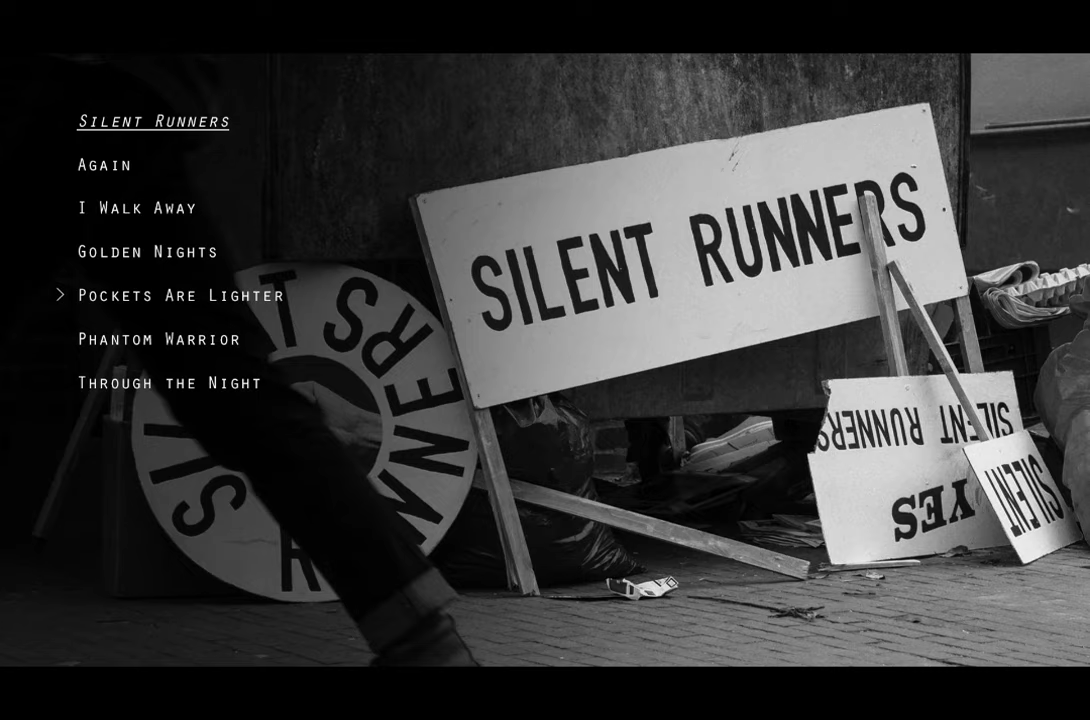 Silent Runners
Again
I Walk Away
Golden Nights
> Pockets Are Lighter
Phantom Warrior
Through the Night
SILENT RUNNERS
SILENT RUNNERS
SILENT RUNNERS
YES
SILENT